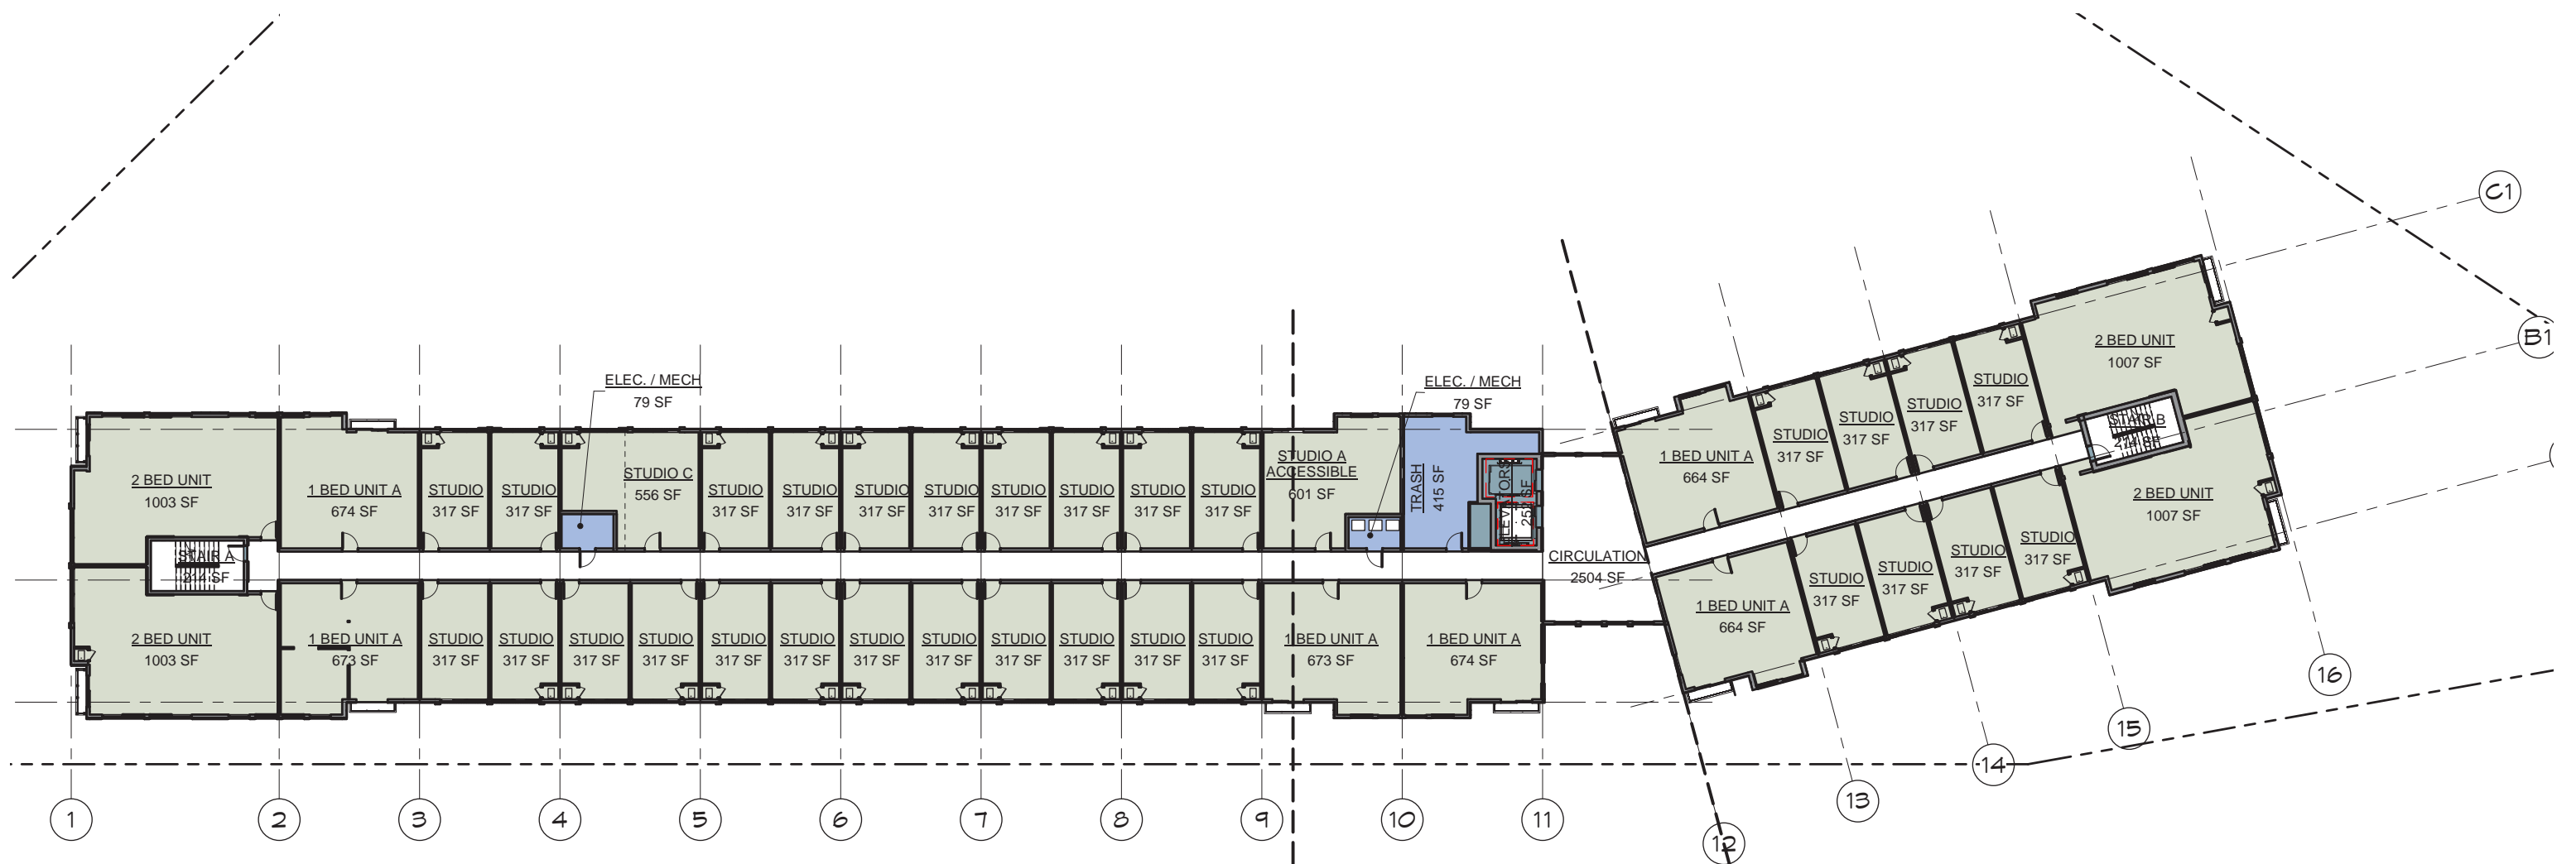 C1
B1
ELEC. / MECH
79 SF
ELEC. / MECH
79 SF
2 BED UNIT
1003 SF
1 BED UNIT A
674 SF
STUDIO
317 SF
STUDIO
317 SF
STUDIO C
556 SF
STUDIO
317 SF
STUDIO
317 SF
STUDIO
317 SF
STUDIO
317 SF
STUDIO
317 SF
STUDIO
317 SF
STUDIO
317 SF
STUDIO
317 SF
STUDIO A
ACCESSIBLE
601 SF
TRASH
415 SF
ELEVATORS
STAIR A
214 SF
CIRCULATION
2504 SF
2 BED UNIT
1003 SF
1 BED UNIT A
673 SF
STUDIO
317 SF
STUDIO
317 SF
STUDIO
317 SF
STUDIO
317 SF
STUDIO
317 SF
STUDIO
317 SF
STUDIO
317 SF
STUDIO
317 SF
STUDIO
317 SF
STUDIO
317 SF
STUDIO
317 SF
STUDIO
317 SF
1 BED UNIT A
673 SF
1 BED UNIT A
674 SF
1 BED UNIT A
664 SF
STUDIO
317 SF
STUDIO
317 SF
STUDIO
317 SF
STUDIO
317 SF
2 BED UNIT
1007 SF
STAIR B
214 SF
1 BED UNIT A
664 SF
STUDIO
317 SF
STUDIO
317 SF
STUDIO
317 SF
STUDIO
317 SF
2 BED UNIT
1007 SF
1
2
3
4
5
6
7
8
9
10
11
12
13
14
15
16